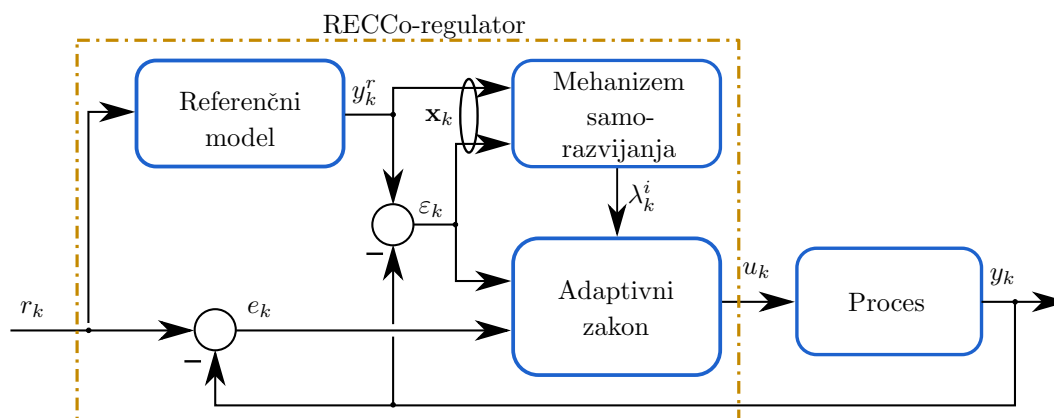 RECCo-regulator
Referenčni
model
y_k^r
x_k
Mehanizem
samo-
razvijanja
λ_k^i
ε_k
r_k
e_k
Adaptivni
zakon
u_k
Proces
y_k